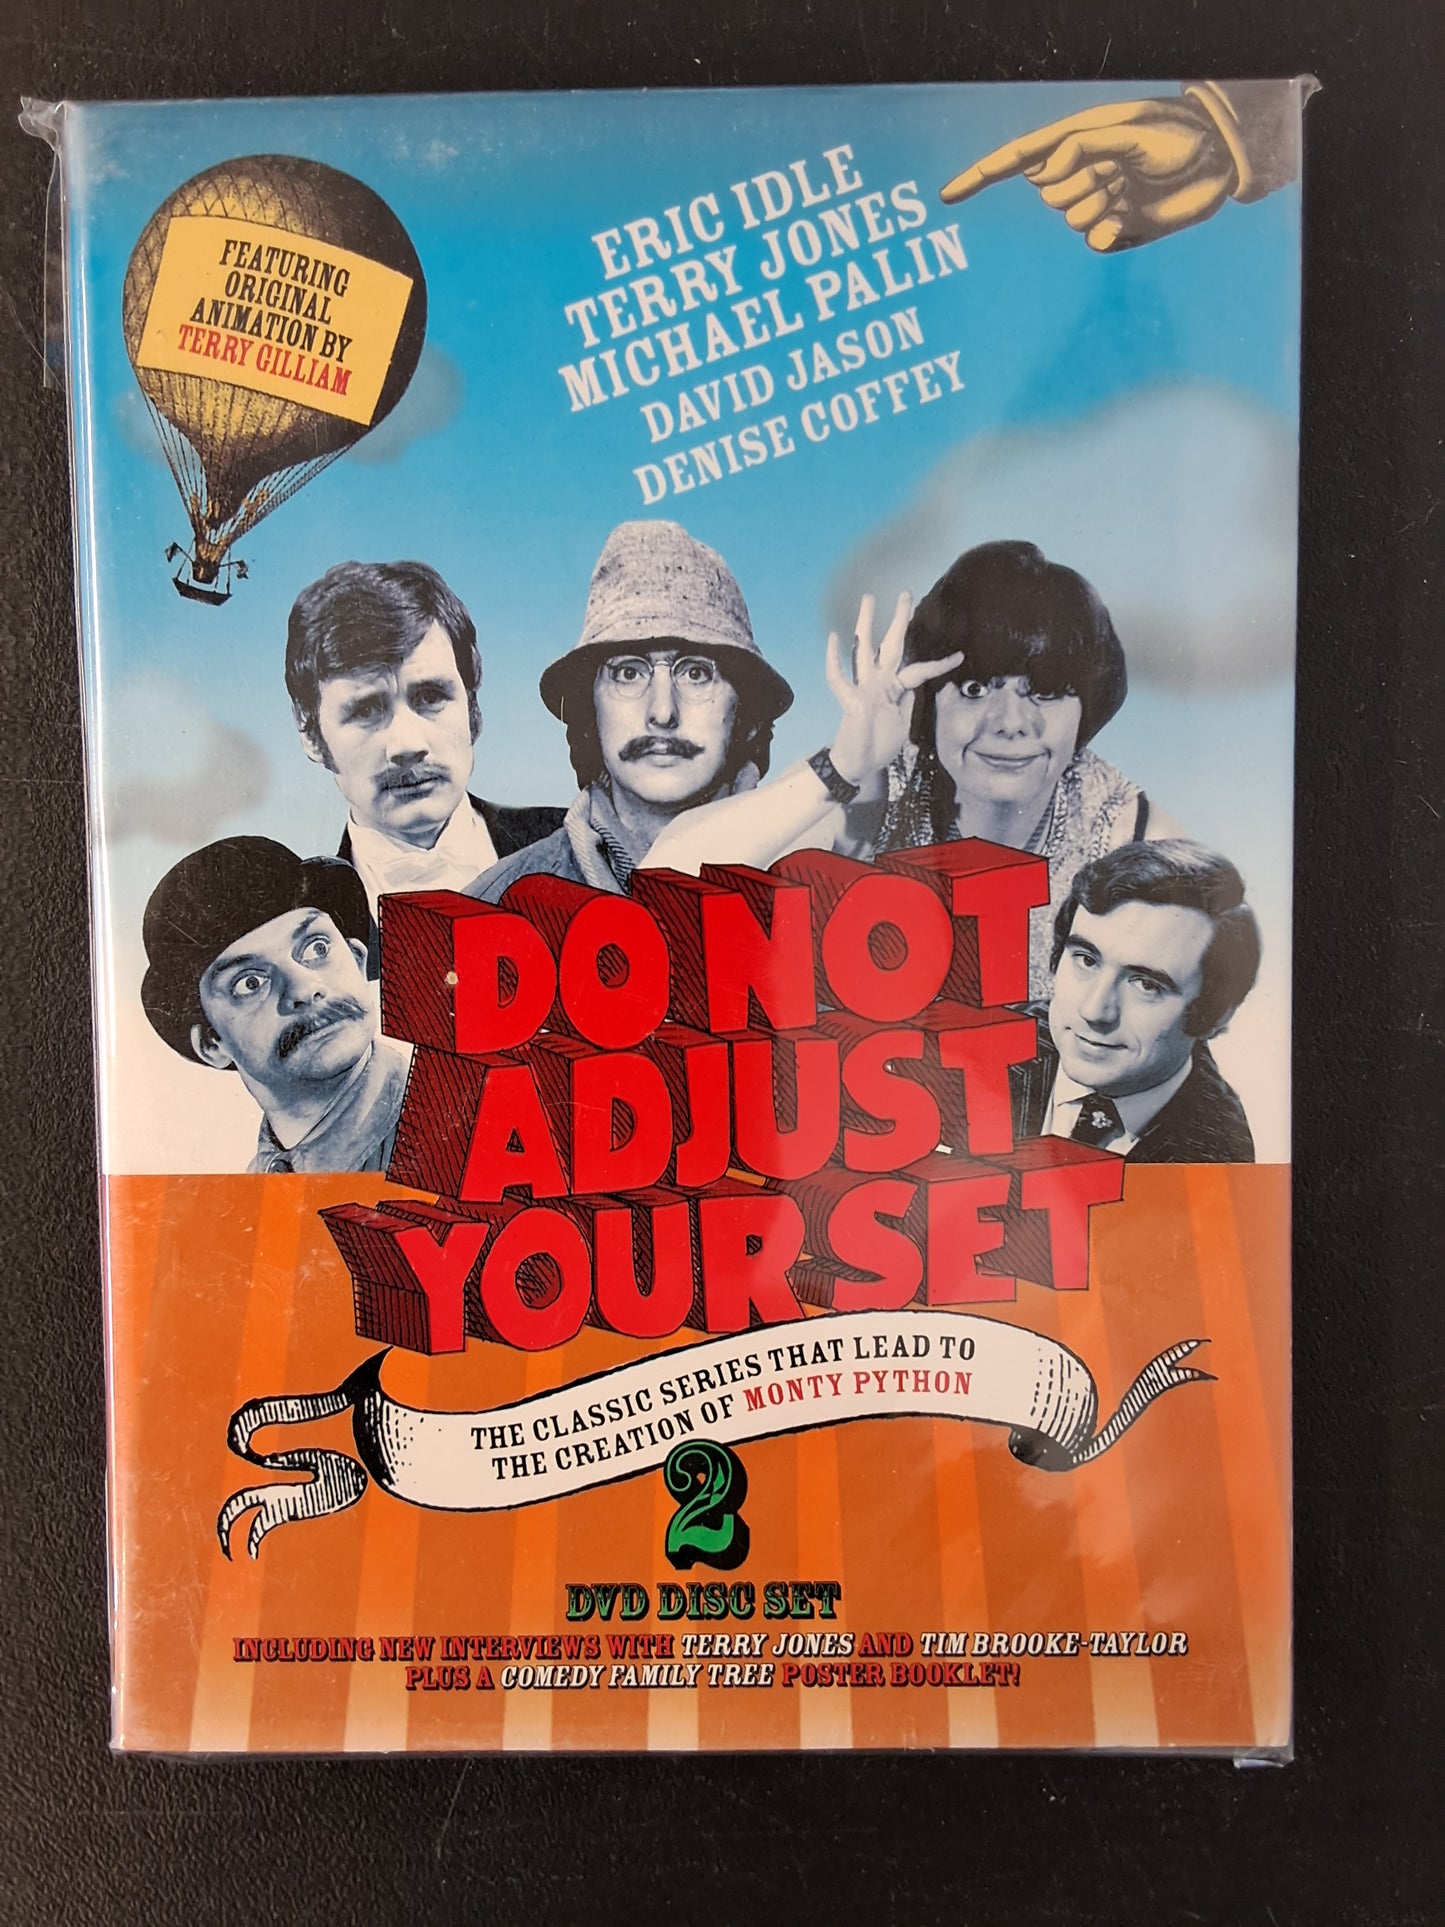 FEATURING
ORIGINAL
ANIMATION BY
TERRY GILLIAM
ERIC IDLE
TERRY JONES
MICHAEL PALIN
DAVID JASON
DENISE COFFEY
DO NOT
ADJUST
YOUR SET
THE CLASSIC SERIES THAT LEAD TO
THE CREATION OF MONTY PYTHON
2
DVD DISC SET
INCLUDING NEW INTERVIEWS WITH TERRY JONES AND TIM BROOKE-TAYLOR
PLUS A COMEDY FAMILY TREE POSTER BOOKLET!